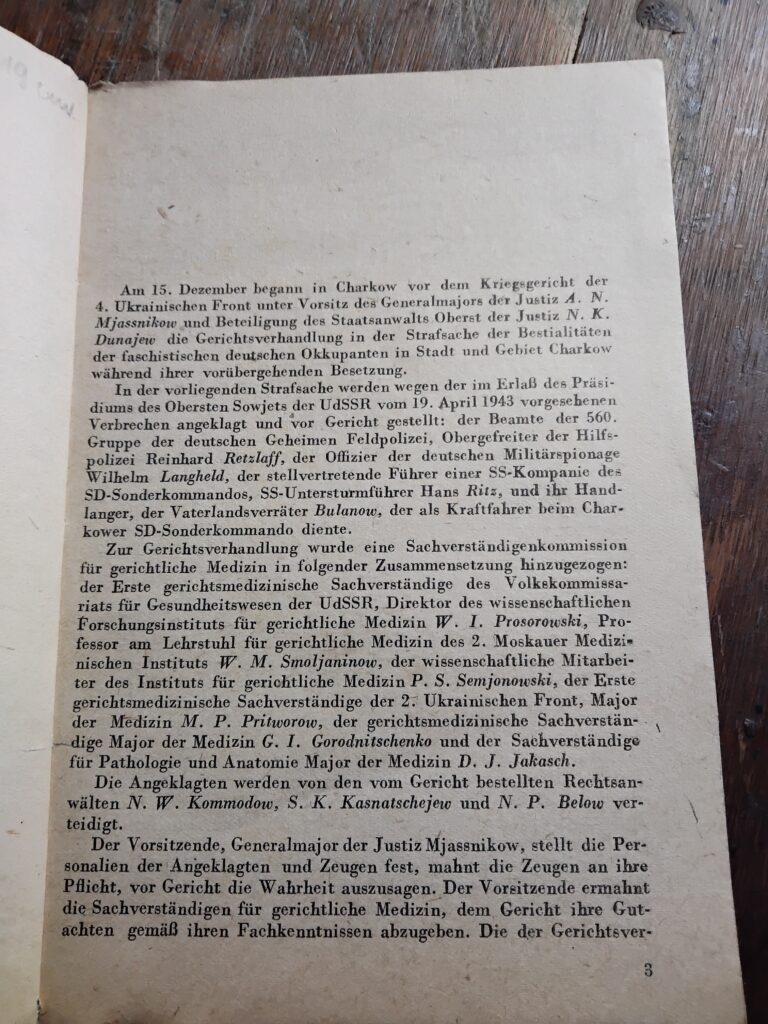 Am 15. Dezember begann in Charkow vor dem Kriegsgericht der
4. Ukrainischen Front unter Vorsitz des Generalmajors der Justiz A. N.
Mjassnikow und Beteiligung des Staatsanwalts Oberst der Justiz N. K.
Dunajew die Gerichtsverhandlung in der Strafsache der Bestialitäten
der faschistischen deutschen Okkupanten in Stadt und Gebiet Charkow
während ihrer vorübergehenden Besetzung.
In der vorliegenden Strafsache werden wegen der im Erlaß des Präsi-
diums des Obersten Sowjets der UdSSR vom 19. April 1943 vorgesehenen
Verbrechen angeklagt und vor Gericht gestellt: der Beamte der 560.
Gruppe der deutschen Geheimen Feldpolizei, Obergefreiter der Hilfs-
polizei Reinhard Retzlaff, der Offizier der deutschen Militärspionage
Wilhelm Langheld, der stellvertretende Führer einer SS-Kompanie des
SD-Sonderkommandos, SS-Untersturmführer Hans Ritz, und ihr Hand-
langer, der Vaterlandsverräter Bulanow, der als Kraftfahrer beim Char-
kower SD-Sonderkommando diente.
Zur Gerichtsverhandlung wurde eine Sachverständigenkommission
für gerichtliche Medizin in folgender Zusammensetzung hinzugezogen:
der Erste gerichtsmedizinische Sachverständige des Volkskommissa-
riats für Gesundheitswesen der UdSSR, Direktor des wissenschaftlichen
Forschungsinstituts für gerichtliche Medizin W. I. Prosorowski, Pro-
fessor am Lehrstuhl für gerichtliche Medizin des 2. Moskauer Medizi-
nischen Instituts W. M. Smoljaninow, der wissenschaftliche Mitarbei-
ter des Instituts für gerichtliche Medizin P. S. Semjonowski, der Erste
gerichtsmedizinische Sachverständige der 2. Ukrainischen Front, Major
der Medizin M. P. Pritworow, der gerichtsmedizinische Sachverstän-
dige Major der Medizin G. I. Gorodnitschenko und der Sachverständige
für Pathologie und Anatomie Major der Medizin D. J. Jakasch.
Die Angeklagten werden von den vom Gericht bestellten Rechtsan-
wälten N. W. Kommodow, S. K. Kasnatschejew und N. P. Below ver-
teidigt.
Der Vorsitzende, Generalmajor der Justiz Mjassnikow, stellt die Per-
sonalien der Angeklagten und Zeugen fest, mahnt die Zeugen an ihre
Pflicht, vor Gericht die Wahrheit auszusagen. Der Vorsitzende ermahnt
die Sachverständigen für gerichtliche Medizin, dem Gericht ihre Gut-
achten gemäß ihren Fachkenntnissen abzugeben. Die der Gerichtsver-
3